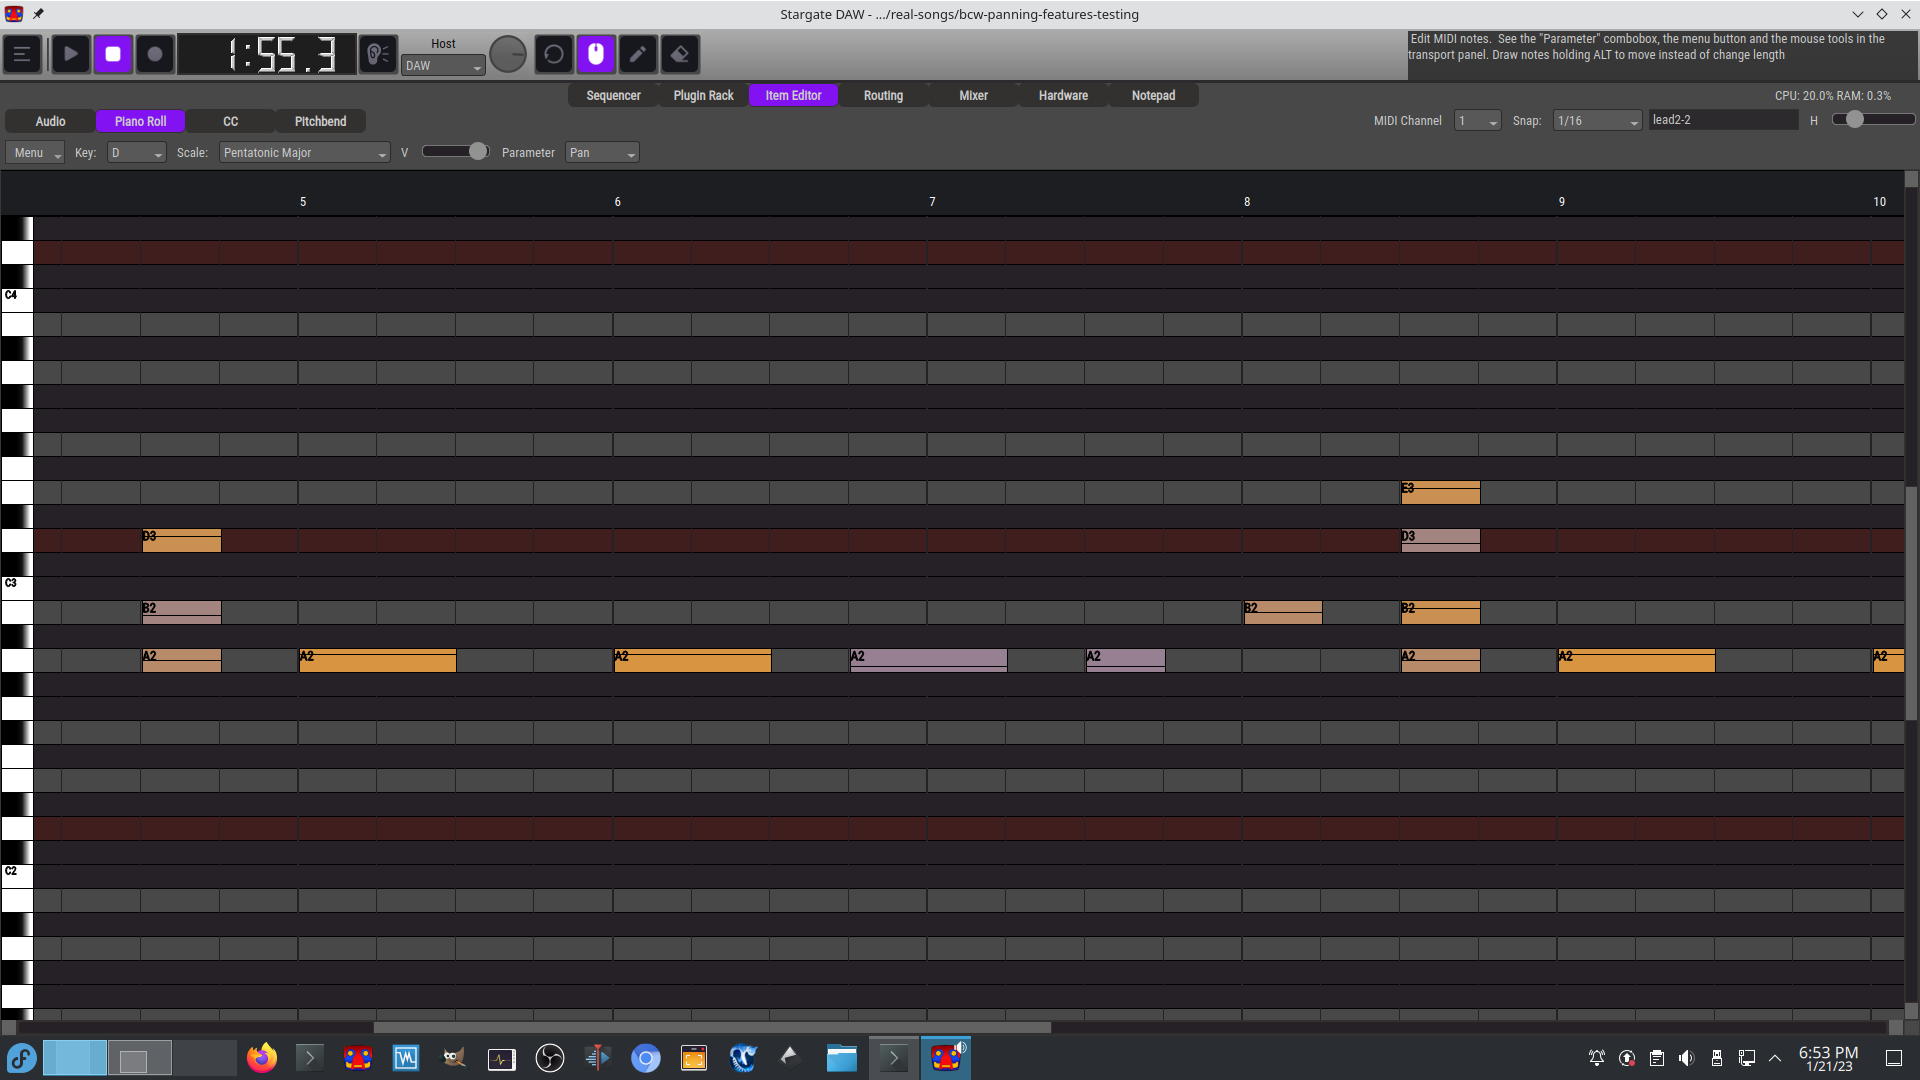 Stargate DAW - .../real-songs/bcw-panning-features-testing
1:55.3
Host
DAW
Edit MIDI notes. See the "Parameter" combobox, the menu button and the mouse tools in the
transport panel. Draw notes holding ALT to move instead of change length
Sequencer Plugin Rack Item Editor Routing Mixer Hardware Notepad
CPU: 20.0% RAM: 0.3%
Audio Piano Roll CC Pitchbend
MIDI Channel 1 Snap: 1/16 lead2-2 H
Menu Key: D Scale: Pentatonic Major V Parameter Pan
5 6 7 8 9 10
C4
E3
D3 D3
C3
B2 B2 B2
A2 A2 A2 A2 A2 A2 A2 A2
C2
6:53 PM
1/21/23